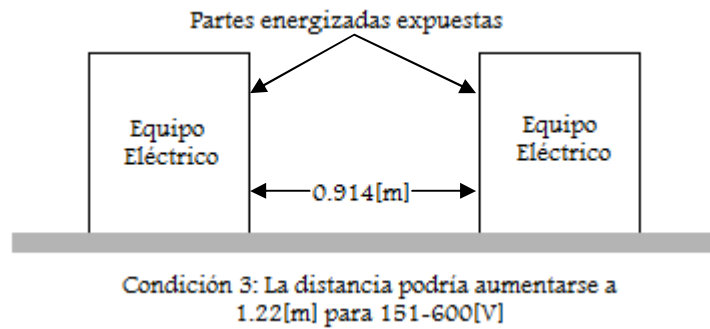 Partes energizadas expuestas
Equipo
Eléctrico
Equipo
Eléctrico
0.914[m]
Condición 3: La distancia podría aumentarse a
1.22[m] para 151-600[V]